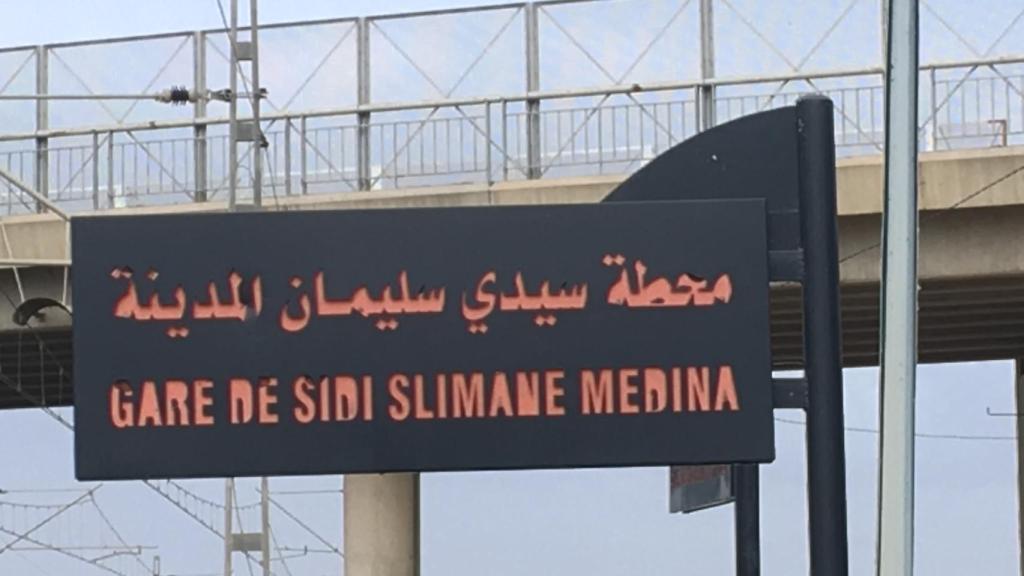 محطة سيدي سليمان المدينة
GARE DE SIDI SLIMANE MEDINA